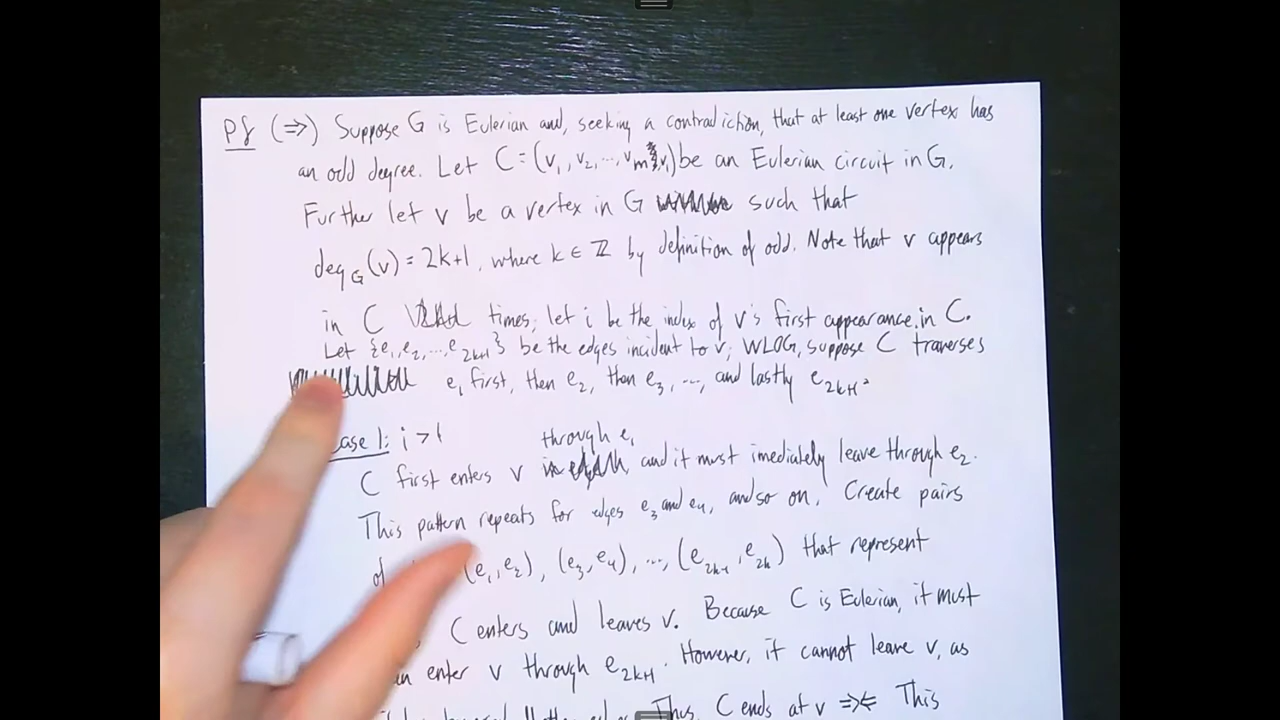 Pf (⇒) Suppose G is Eulerian and, seeking a contradiction, that at least one vertex has
an odd degree. Let C=(v₁, v₂, ..., vₘ, v₁) be an Eulerian circuit in G.
Further let v be a vertex in G such that
deg_G(v) = 2k+1, where k ∈ ℤ by definition of odd. Note that v appears
in C times; let i be the index of v's first appearance in C.
Let {e₁, e₂, ..., e₂ₖ₊₁} be the edges incident to v; WLOG, suppose C traverses
e₁ first, then e₂, then e₃, ..., and lastly e₂ₖ₊₁.
ase 1: i > 1
through e₁
C first enters v and it must imediately leave through e₂.
This pattern repeats for edges e₃ and e₄, and so on. Create pairs
of (e₁, e₂), (e₃, e₄), ..., (e₂ₖ₋₁, e₂ₖ) that represent
C enters and leaves v. Because C is Eulerian, it must
enter v through e₂ₖ₊₁. However, it cannot leave v, as
Thus, C ends at v ⇒⇐ This